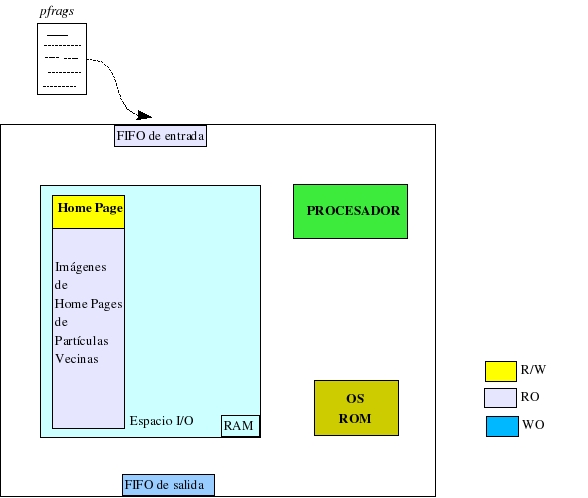 pfrags
FIFO de entrada
Home Page
PROCESADOR
Imágenes
de
Home Pages
de
Partículas
Vecinas
Espacio I/O
RAM
OS
ROM
FIFO de salida
R/W
RO
WO